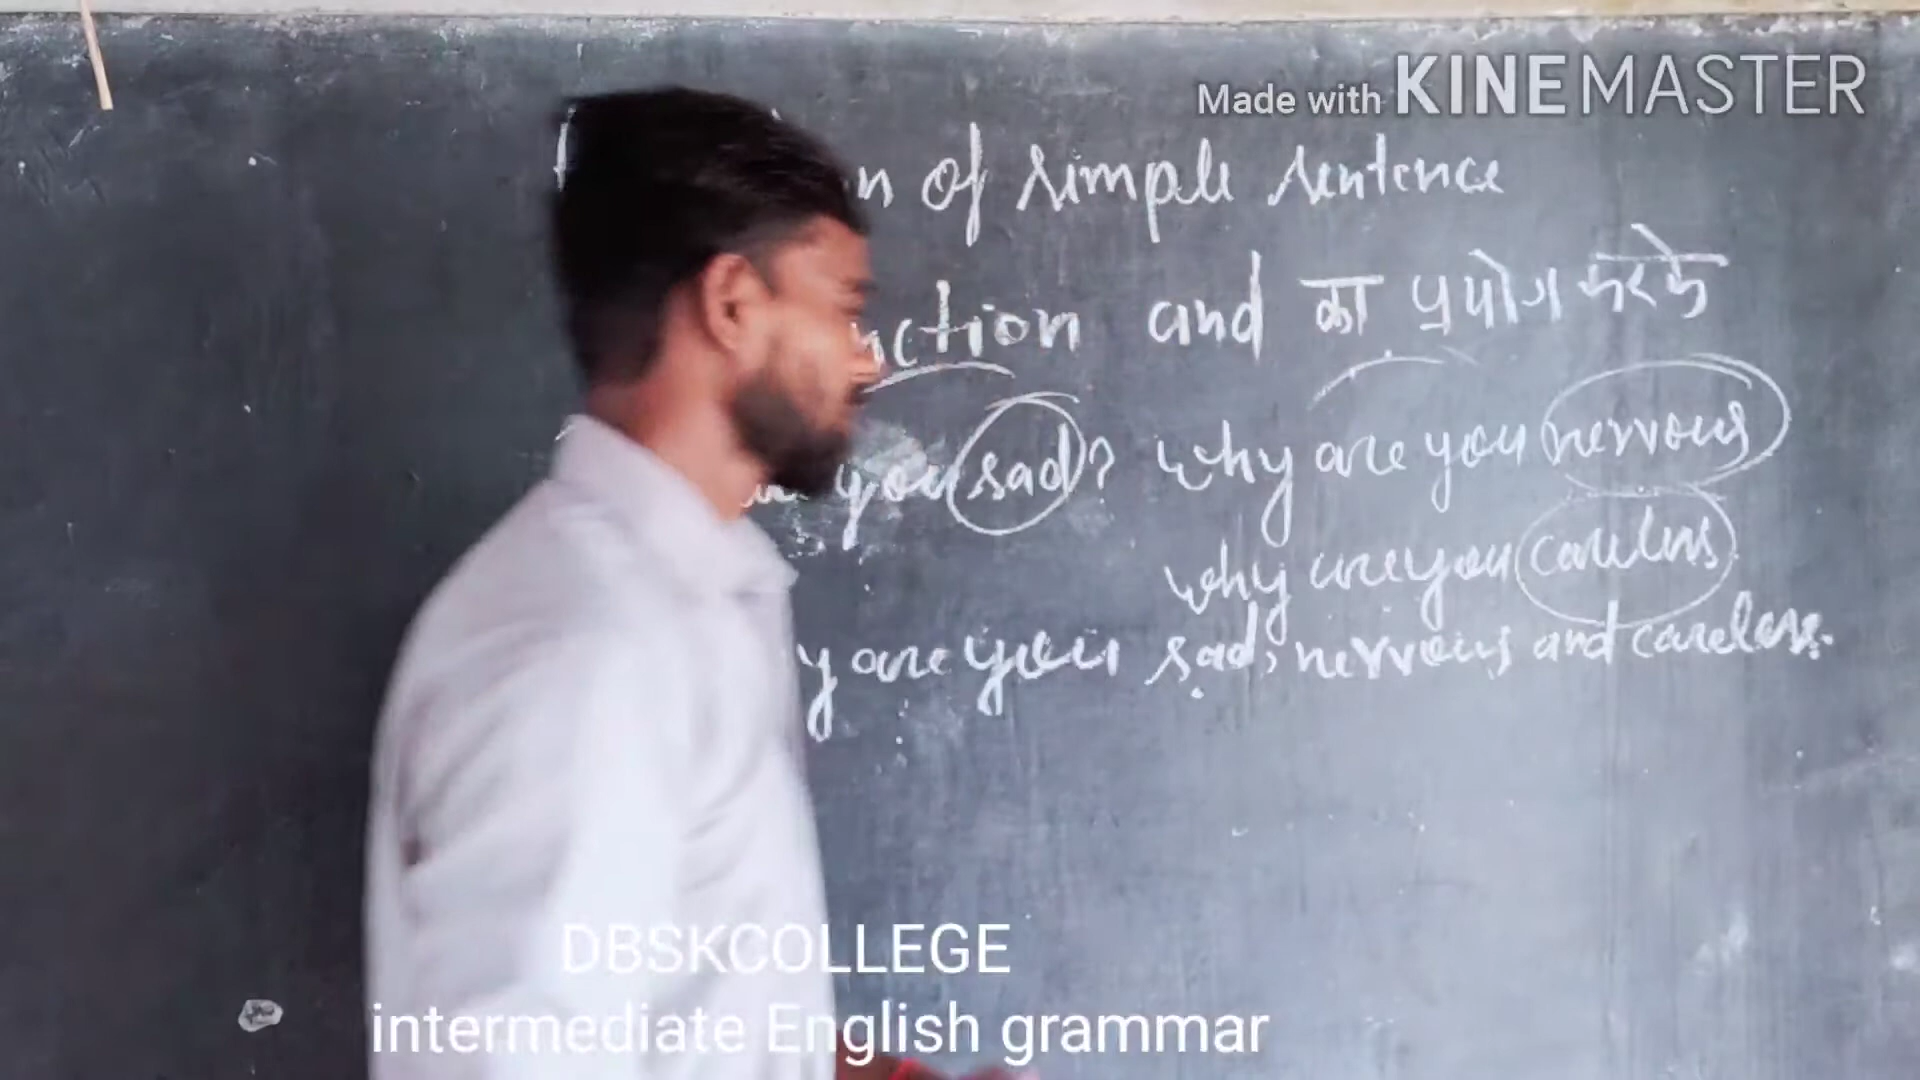 Made with KINEMASTER
n of simple sentence
nction and का प्रयोग करके
you sad? why are you nervous
why are you careless
y are you sad, nervous and careless.
DBSKCOLLEGE
intermediate English grammar